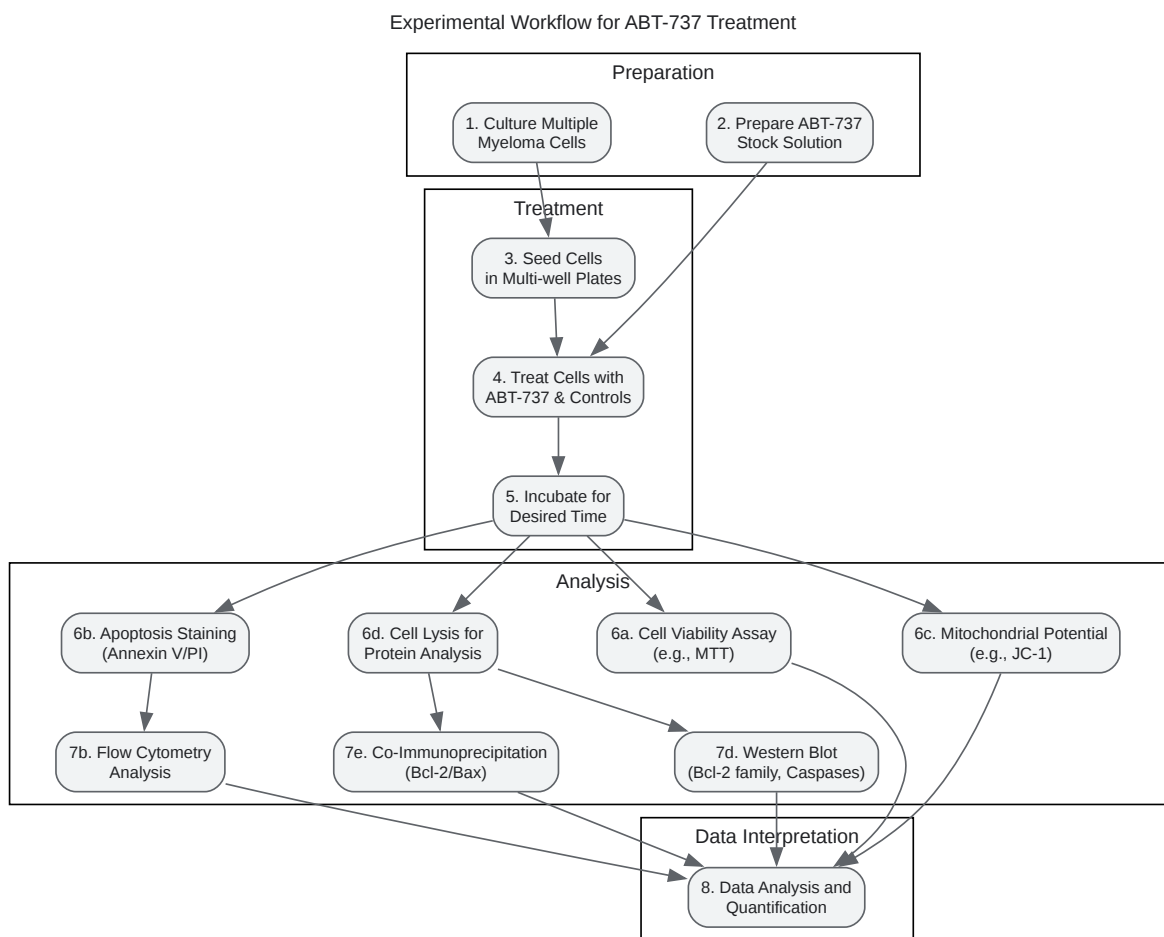 Experimental Workflow for ABT-737 Treatment
Preparation
1. Culture Multiple
Myeloma Cells
2. Prepare ABT-737
Stock Solution
Treatment
3. Seed Cells
in Multi-well Plates
4. Treat Cells with
ABT-737 & Controls
5. Incubate for
Desired Time
Analysis
6b. Apoptosis Staining
(Annexin V/PI)
6d. Cell Lysis for
Protein Analysis
6a. Cell Viability Assay
(e.g., MTT)
6c. Mitochondrial Potential
(e.g., JC-1)
7b. Flow Cytometry
Analysis
7e. Co-Immunoprecipitation
(Bcl-2/Bax)
7d. Western Blot
(Bcl-2 family, Caspases)
Data Interpretation
8. Data Analysis and
Quantification